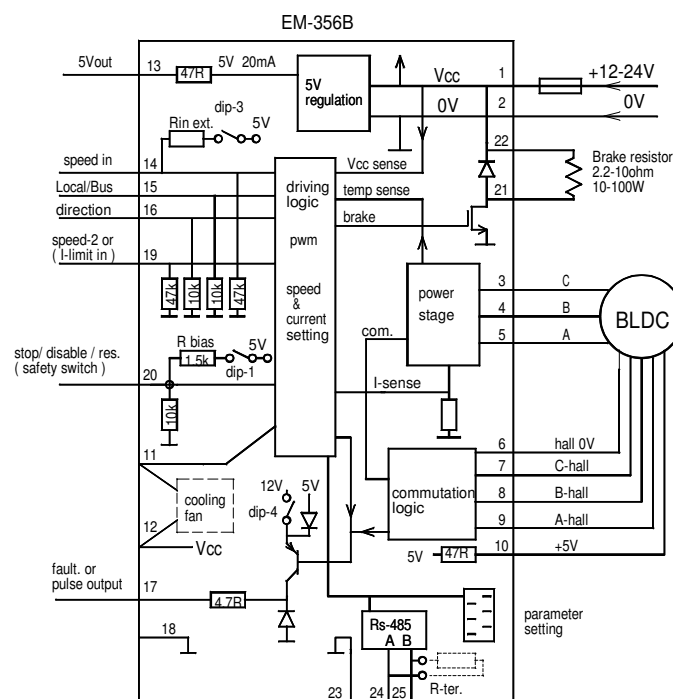 EM-356B
5Vout
13
47R
5V 20mA
5V
regulation
Vcc
1
+12-24V
0V
2
0V
dip-3
Rin ext.
5V
22
21
Brake resistor
2.2-10ohm
10-100W
speed in
14
Vcc sense
Local/Bus
15
driving
logic
temp sense
direction
16
brake
pwm
speed-2 or
( I-limit in )
19
47k
10k
10k
47k
speed
&
current
setting
power
stage
3
C
4
B
5
A
BLDC
com.
stop/ disable / res.
( safety switch )
R bias
5V
1.5k
dip-1
20
I-sense
10k
11
6
hall 0V
7
C-hall
8
B-hall
9
A-hall
commutation
logic
cooling
fan
12V
5V
dip-4
12
Vcc
5V
47R
10
+5V
fault. or
pulse output
17
4.7R
18
Rs-485
A B
parameter
setting
R-ter.
23
24
25